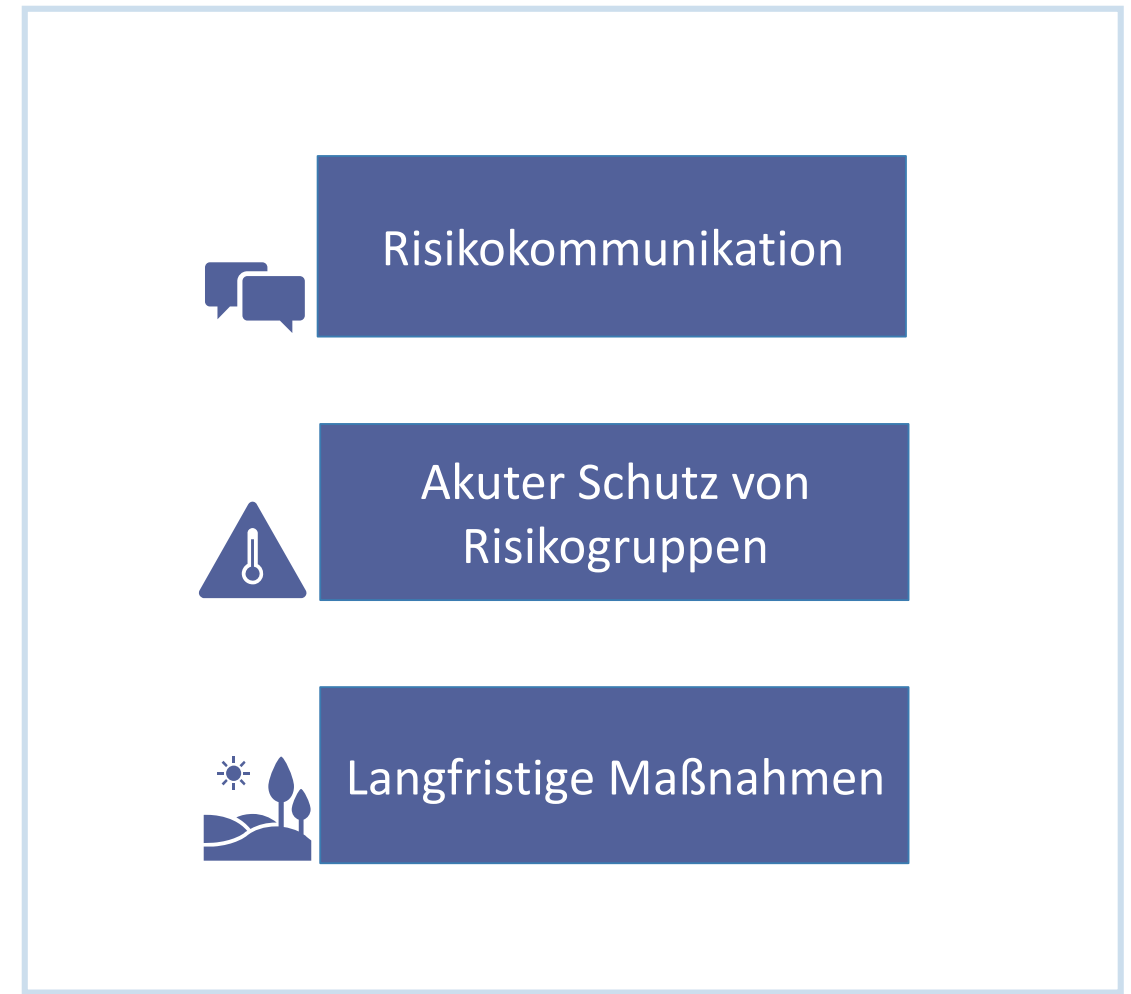 Risikokommunikation
Akuter Schutz von
Risikogruppen
Langfristige Maßnahmen